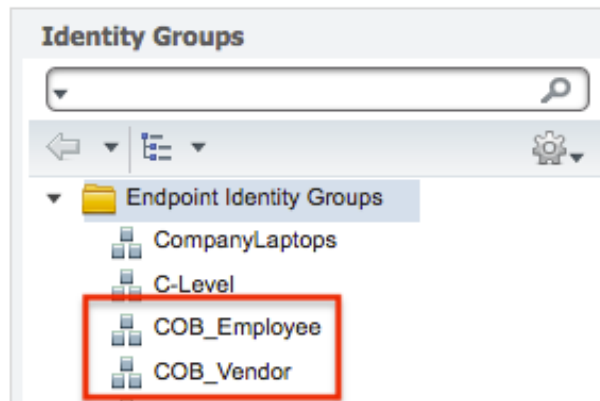 Identity Groups
Endpoint Identity Groups
CompanyLaptops
C-Level
COB_Employee
COB_Vendor